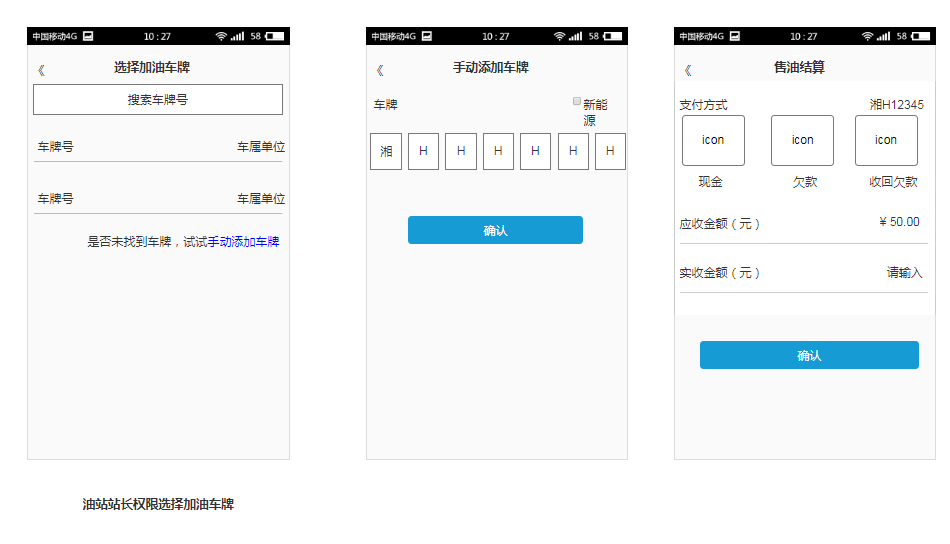 中国移动4G 10:27 58
《 选择加油车牌
搜索车牌号
车牌号 车属单位
车牌号 车属单位
是否未找到车牌，试试手动添加车牌
油站站长权限选择加油车牌
中国移动4G 10:27 58
《 手动添加车牌
车牌 新能
源
湘 H H H H H H
确认
中国移动4G 10:27 58
《 售油结算
支付方式 湘H12345
icon icon icon
现金 欠款 收回欠款
应收金额（元） ¥ 50.00
实收金额（元） 请输入
确认